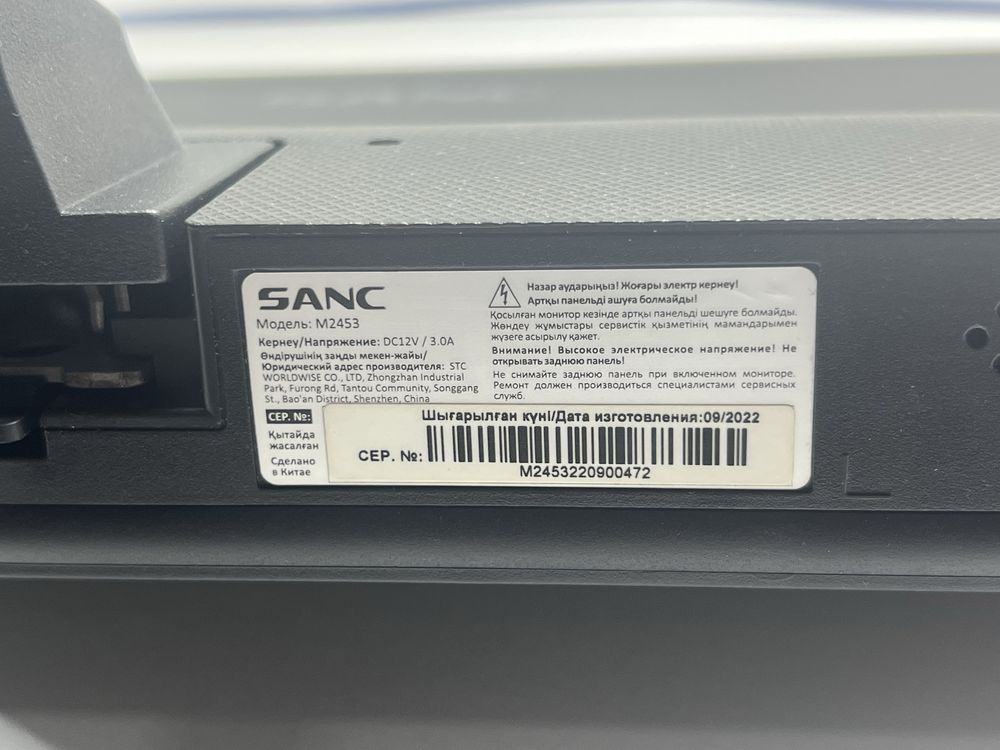 SANC
Модель: M2453
Кернеу/Напряжение: DC12V / 3.0A
Өндірушінің заңды мекен-жайы/
Юридический адрес производителя: STC
WORLDWISE CO., LTD, Zhongzhan Industrial
Park, Furong Rd, Tantou Community, Songgang
St., Bao'an District, Shenzhen, China
СЕР. №:
Қытайда
жасалған
Сделано
в Китае
Назар аударыңыз! Жоғары электр кернеу!
Артқы панельді ашуға болмайды!
Қосылған монитор кезінде артқы панельді шешуге болмайды.
Жөндеу жұмыстары сервистік қызметінің мамандарымен
жүзеге асырылу қажет.
Внимание! Высокое электрическое напряжение! Не
открывать заднюю панель!
Не снимайте заднюю панель при включенном мониторе.
Ремонт должен производиться специалистами сервисных
служб.
Шығарылған күні/Дата изготовления:09/2022
СЕР. №:
M2453220900472